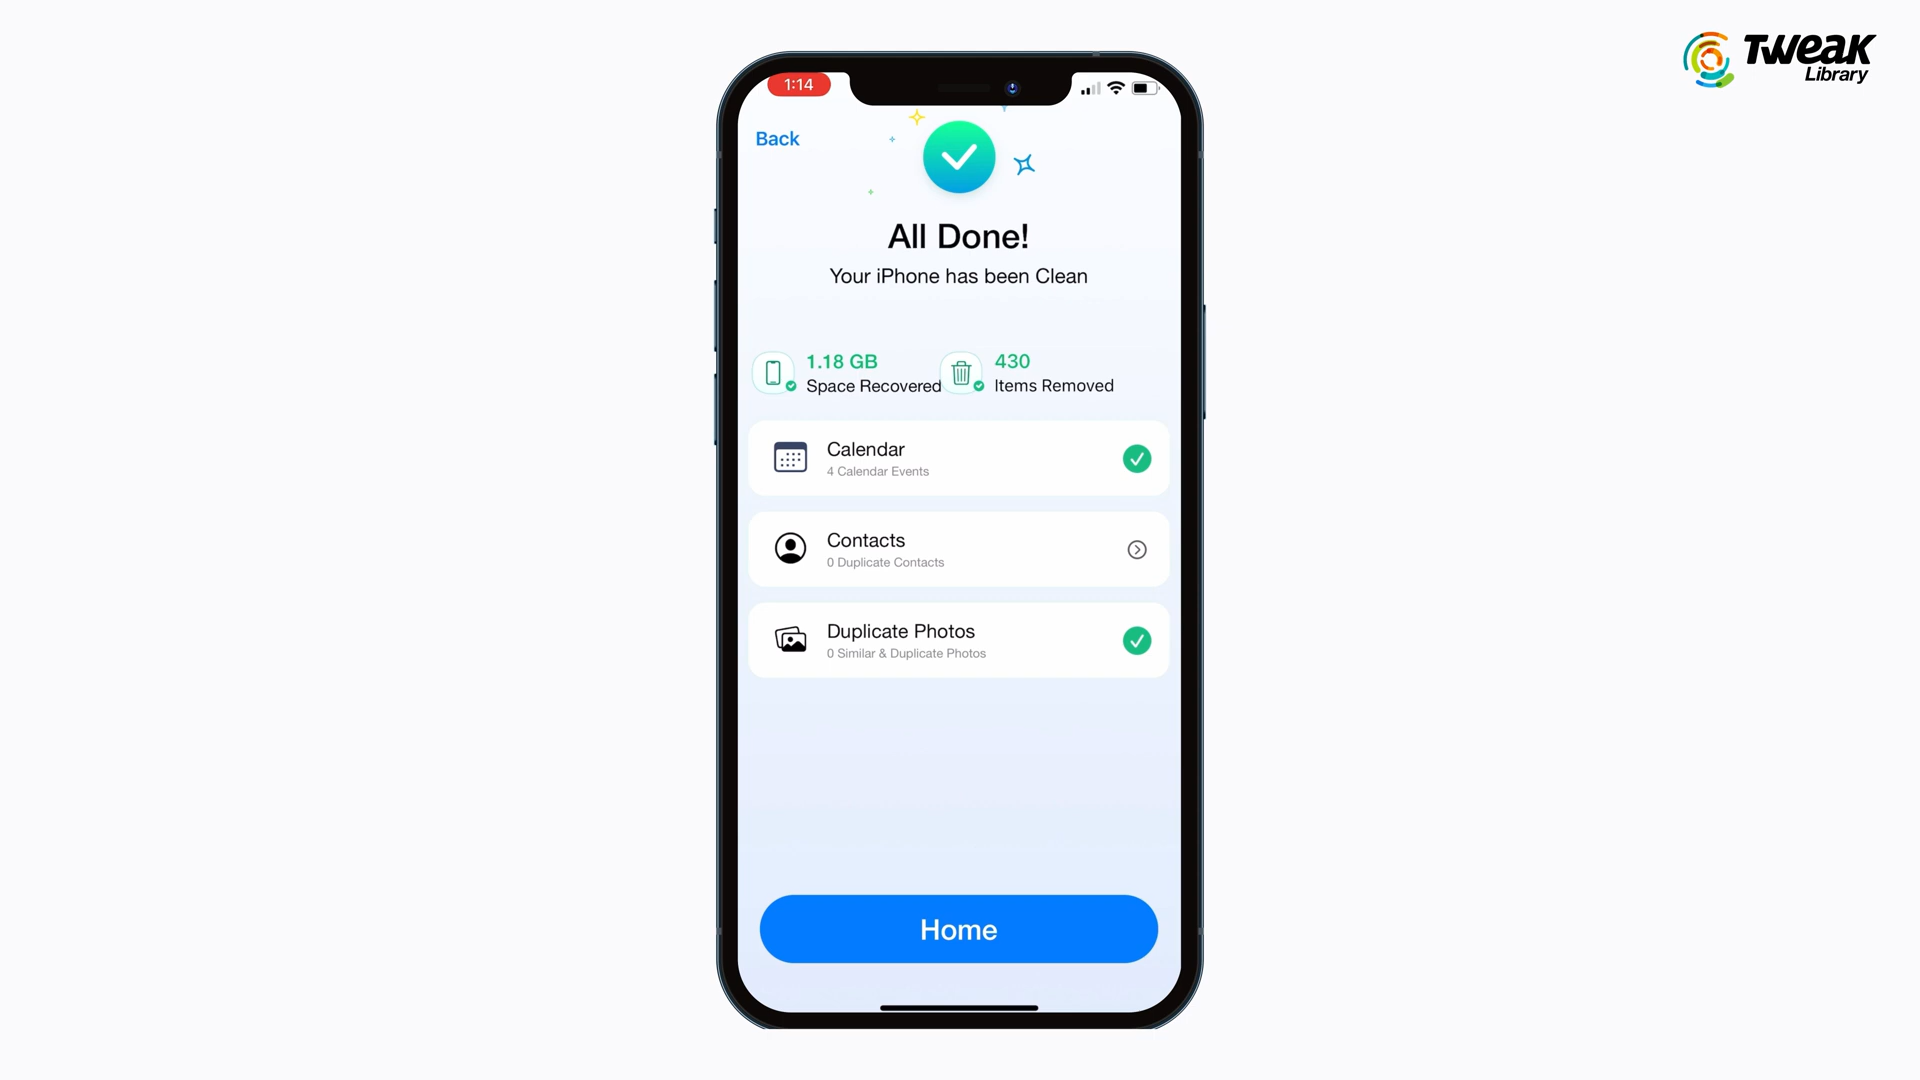 Tweak
Library
1:14
Back
All Done!
Your iPhone has been Clean
1.18 GB
Space Recovered
430
Items Removed
Calendar
4 Calendar Events
Contacts
0 Duplicate Contacts
Duplicate Photos
0 Similar & Duplicate Photos
Home